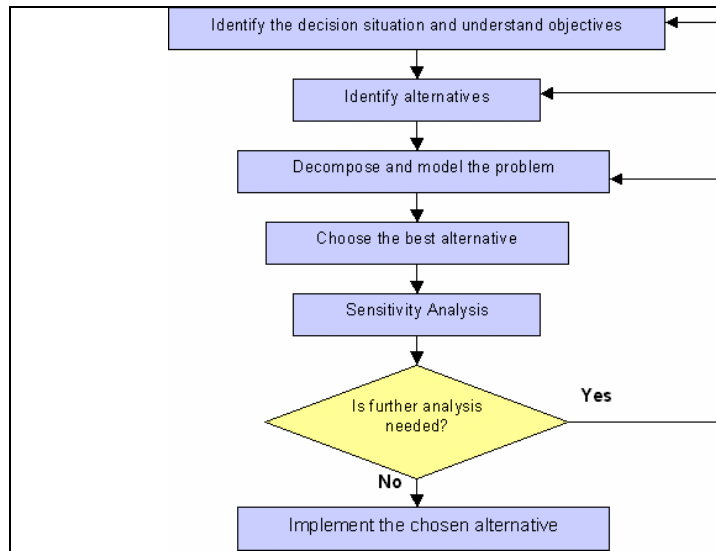 Identify the decision situation and understand objectives
Identify alternatives
Decompose and model the problem
Choose the best alternative
Sensitivity Analysis
Is further analysis
needed?
Yes
No
Implement the chosen alternative